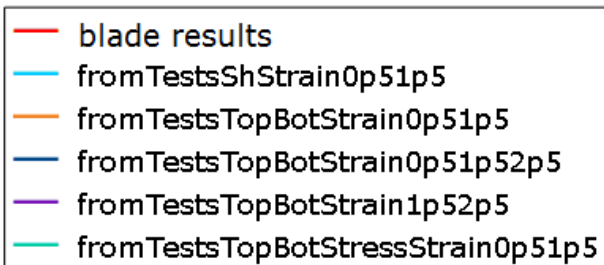 blade results
fromTestsShStrain0p51p5
fromTestsTopBotStrain0p51p5
fromTestsTopBotStrain0p51p52p5
fromTestsTopBotStrain1p52p5
fromTestsTopBotStressStrain0p51p5